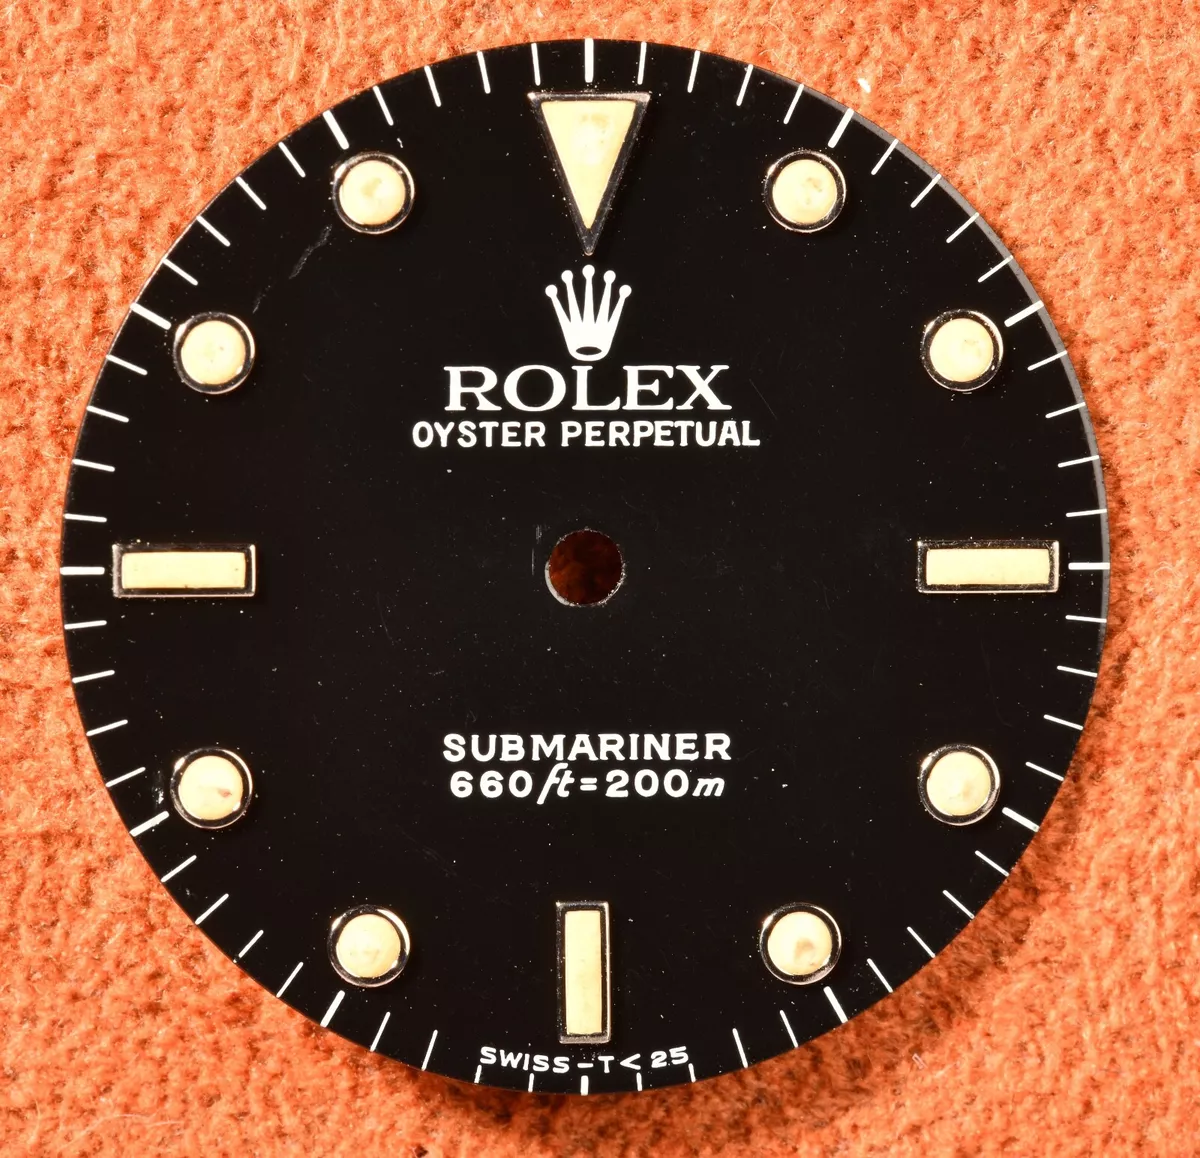 ROLEX
OYSTER PERPETUAL
SUBMARINER
660ft=200m
SWISS-T<25